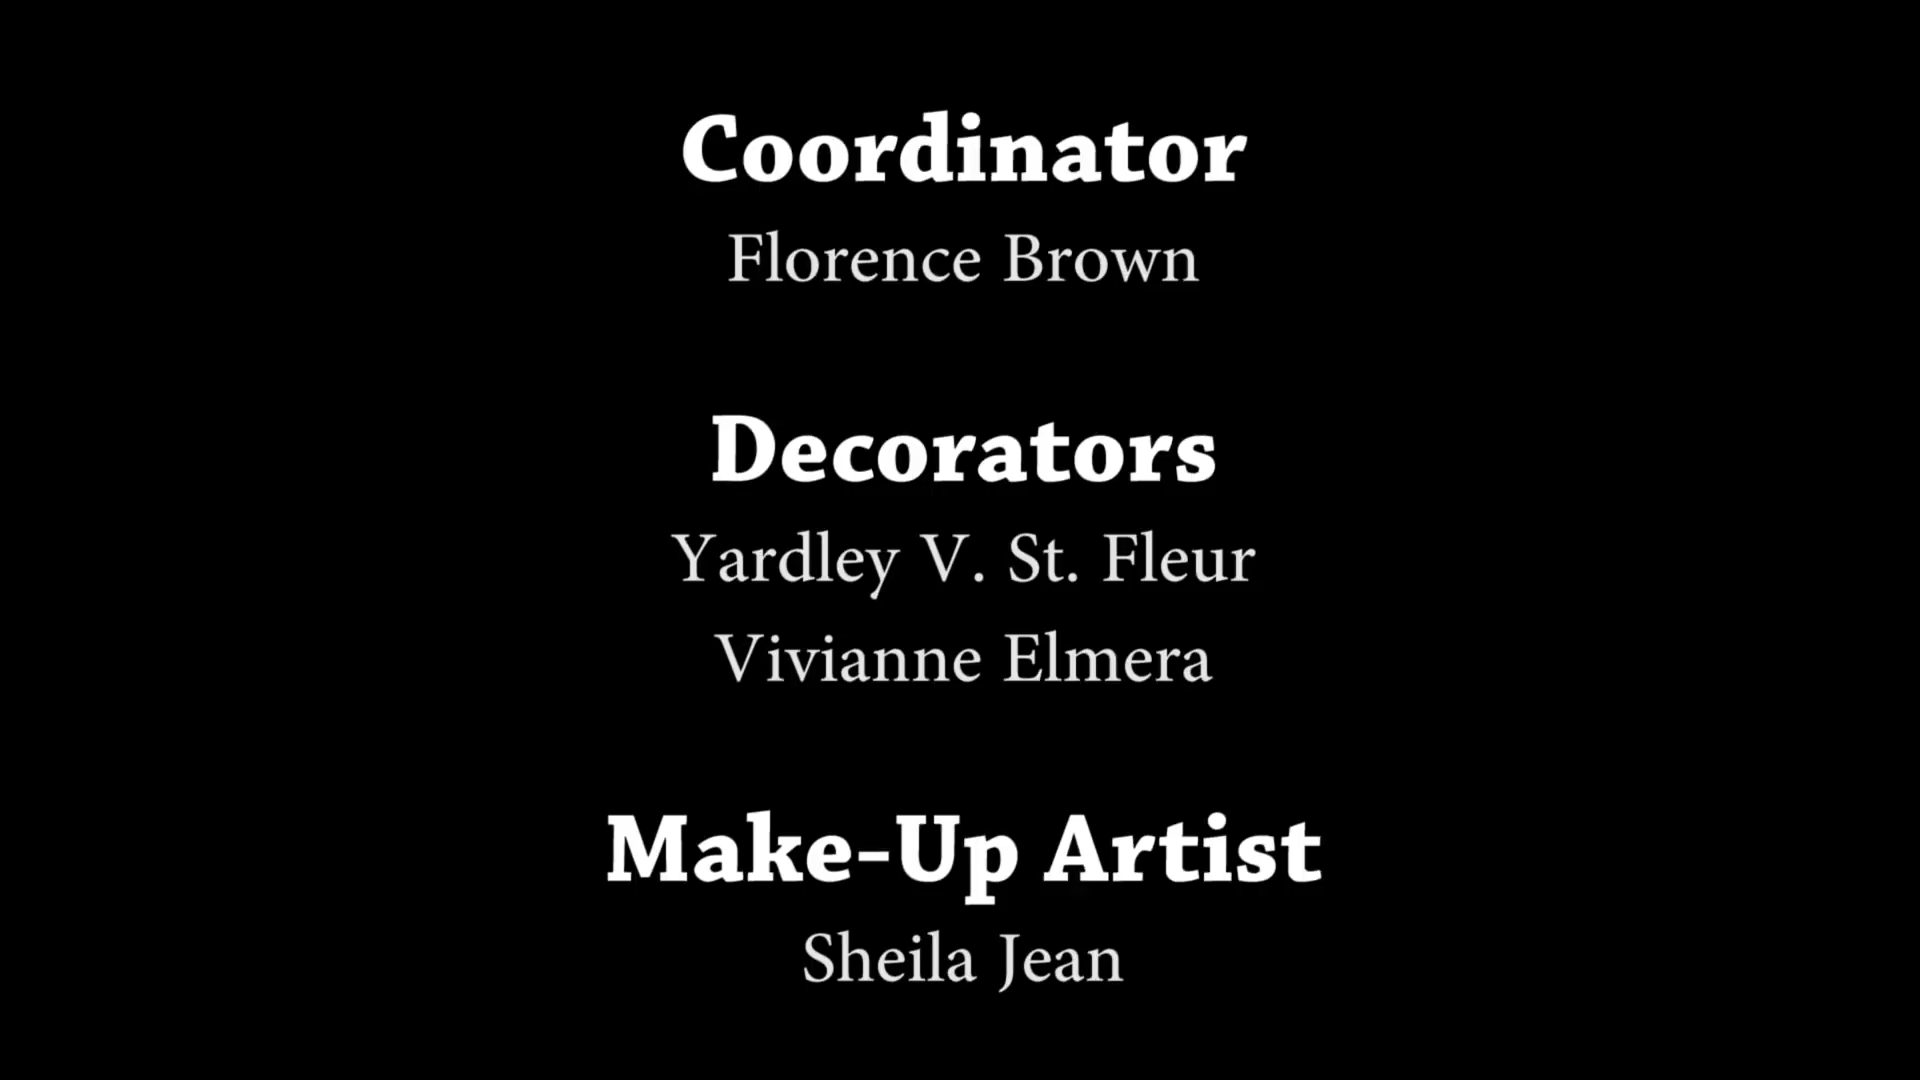 Coordinator
Florence Brown
Decorators
Yardley V. St. Fleur
Vivianne Elmera
Make-Up Artist
Sheila Jean